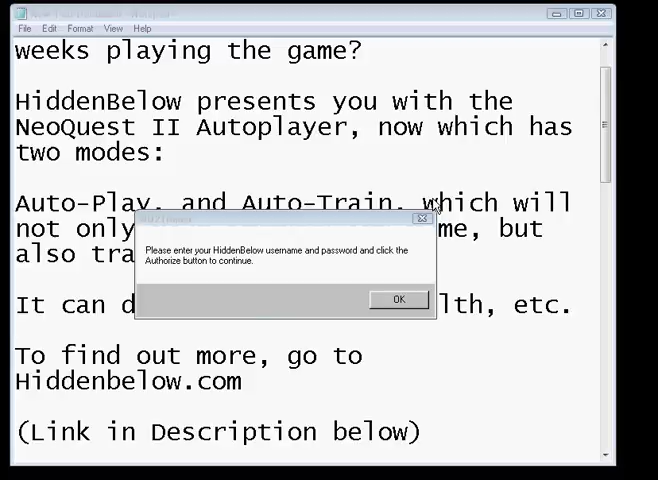 File Edit Format View Help
weeks playing the game?
HiddenBelow presents you with the
NeoQuest II Autoplayer, now which has
two modes:
Auto-Play, and Auto-Train, which will
not only me, but
also tra
Please enter your HiddenBelow username and password and click the
Authorize button to continue.
It can d lth, etc.
OK
To find out more, go to
Hiddenbelow.com
(Link in Description below)